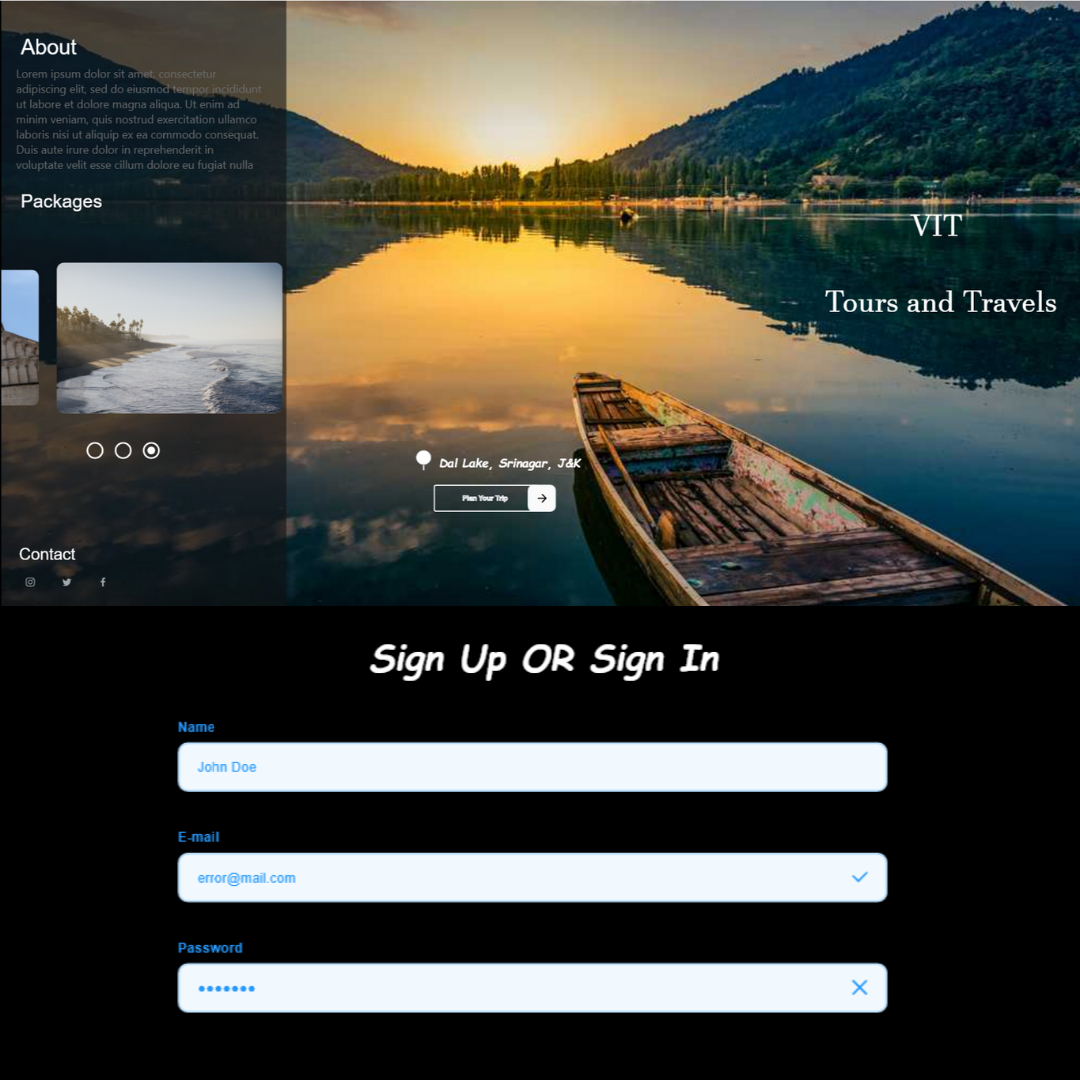 About
Lorem ipsum dolor sit amet, consectetur
adipiscing elit, sed do eiusmod tempor incididunt
ut labore et dolore magna aliqua. Ut enim ad
minim veniam, quis nostrud exercitation ullamco
laboris nisi ut aliquip ex ea commodo consequat.
Duis aute irure dolor in reprehenderit in
voluptate velit esse cillum dolore eu fugiat nulla
Packages
VIT
Tours and Travels
Dal Lake, Srinagar, J&K
Plan Your Trip
Contact
Sign Up OR Sign In
Name
John Doe
E-mail
error@mail.com
Password